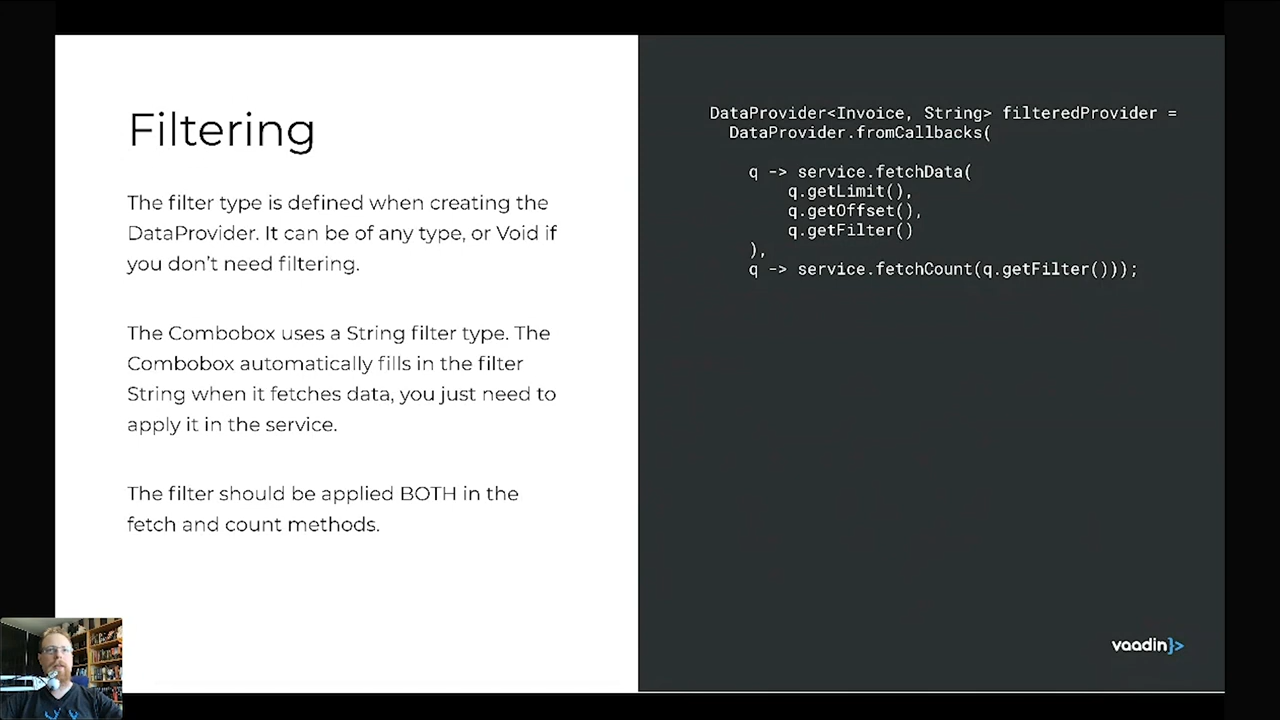 Filtering
The filter type is defined when creating the
DataProvider. It can be of any type, or Void if
you don’t need filtering.
The Combobox uses a String filter type. The
Combobox automatically fills in the filter
String when it fetches data, you just need to
apply it in the service.
The filter should be applied BOTH in the
fetch and count methods.
DataProvider<Invoice, String> filteredProvider =
DataProvider.fromCallbacks(
q -> service.fetchData(
q.getLimit(),
q.getOffset(),
q.getFilter()
),
q -> service.fetchCount(q.getFilter()));
vaadin}>